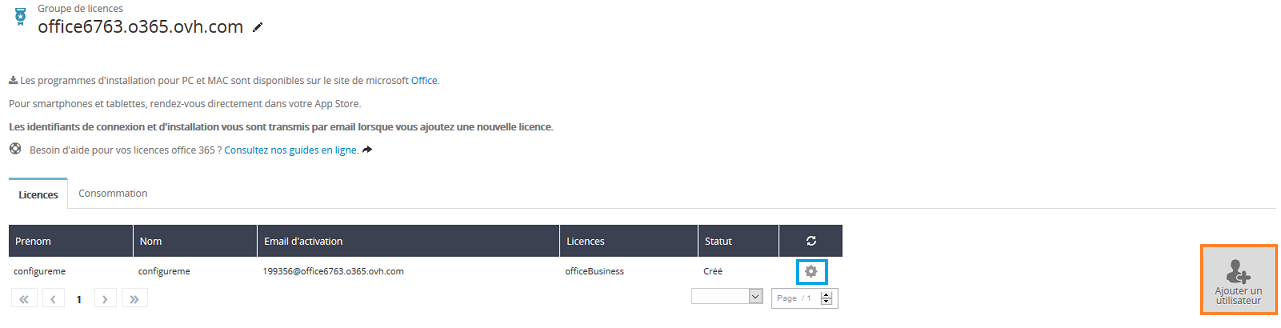 Groupe de licences
office6763.o365.ovh.com
Les programmes d'installation pour PC et MAC sont disponibles sur le site de microsoft Office.
Pour smartphones et tablettes, rendez-vous directement dans votre App Store.
Les identifiants de connexion et d'installation vous sont transmis par email lorsque vous ajoutez une nouvelle licence.
Besoin d'aide pour vos licences office 365 ? Consultez nos guides en ligne.
Licences Consommation
Prénom Nom Email d'activation Licences Statut
configureme configureme 199356@office6763.o365.ovh.com officeBusiness Créé
« ‹ 1 › » Page / 1
Ajouter un
utilisateur